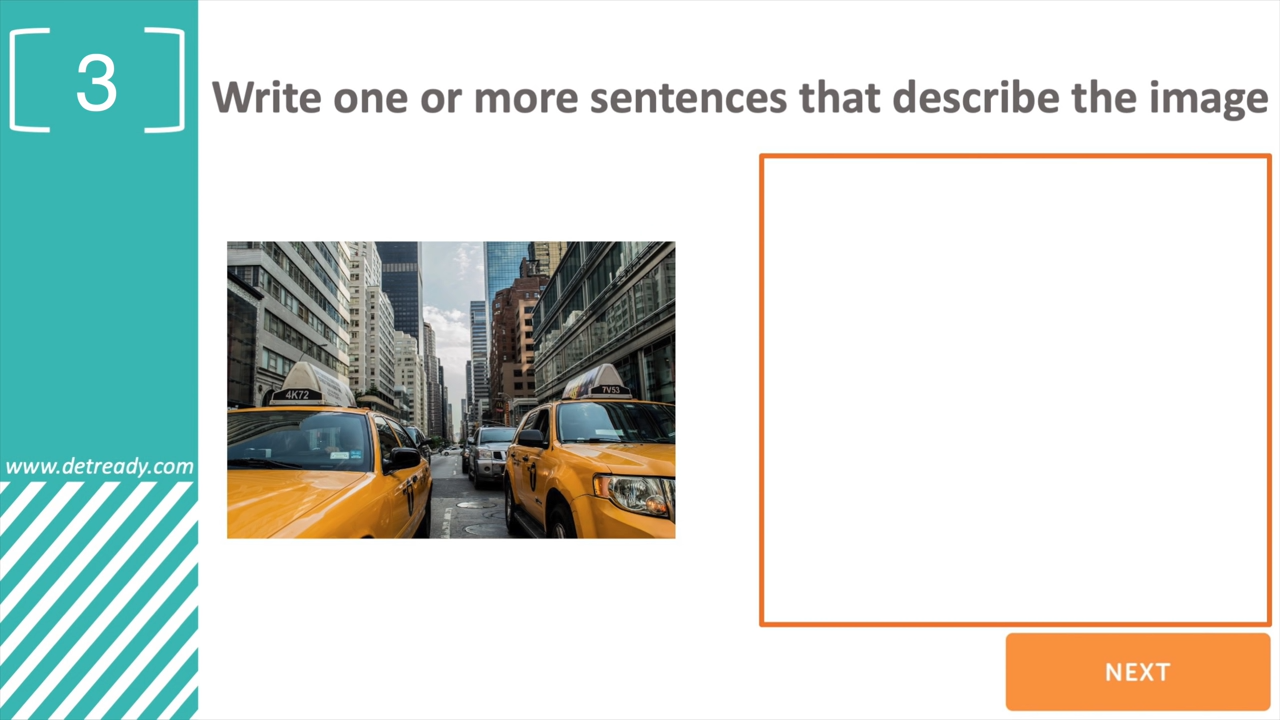 [ 3 ]
Write one or more sentences that describe the image
4K72
7V53
www.detready.com
NEXT